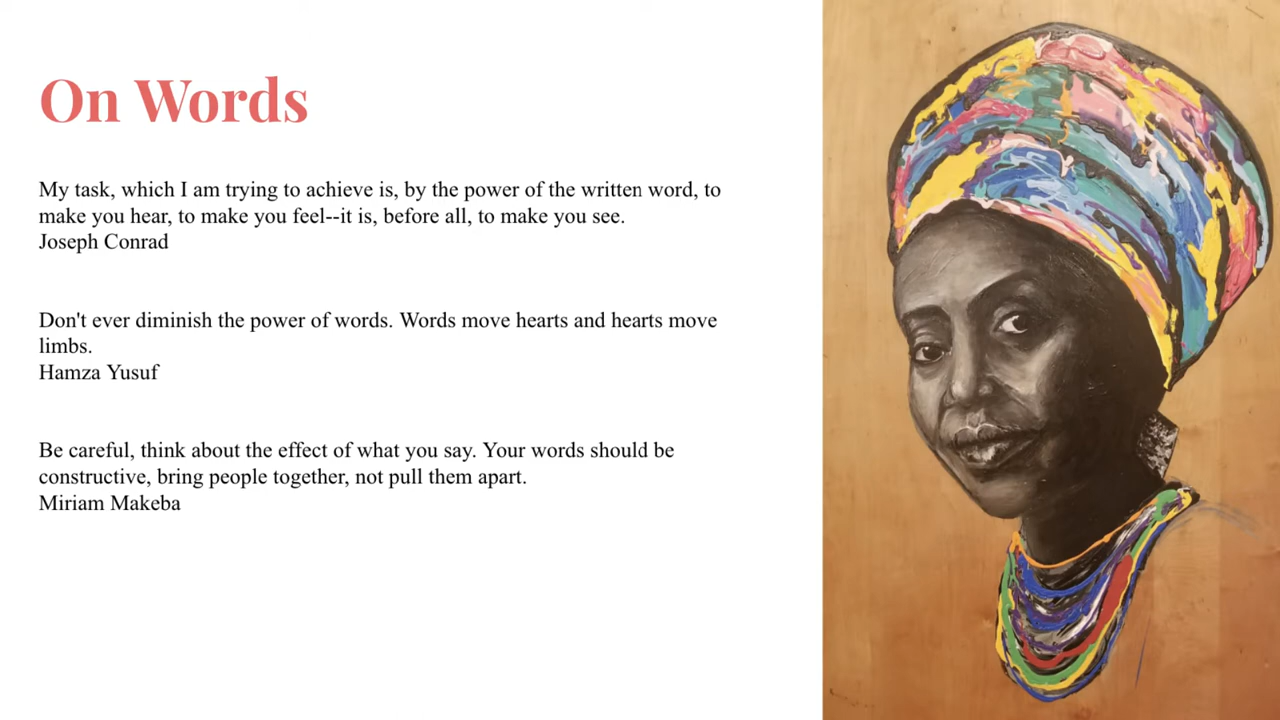 On Words
My task, which I am trying to achieve is, by the power of the written word, to
make you hear, to make you feel--it is, before all, to make you see.
Joseph Conrad
Don't ever diminish the power of words. Words move hearts and hearts move
limbs.
Hamza Yusuf
Be careful, think about the effect of what you say. Your words should be
constructive, bring people together, not pull them apart.
Miriam Makeba